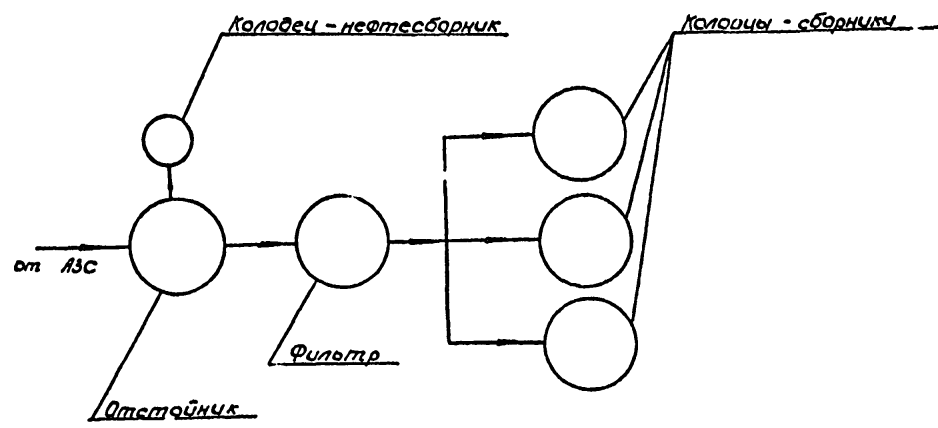 Колодец - нефтесборник
Колодцы - сборники
от АЗС
Фильтр
Отстойник